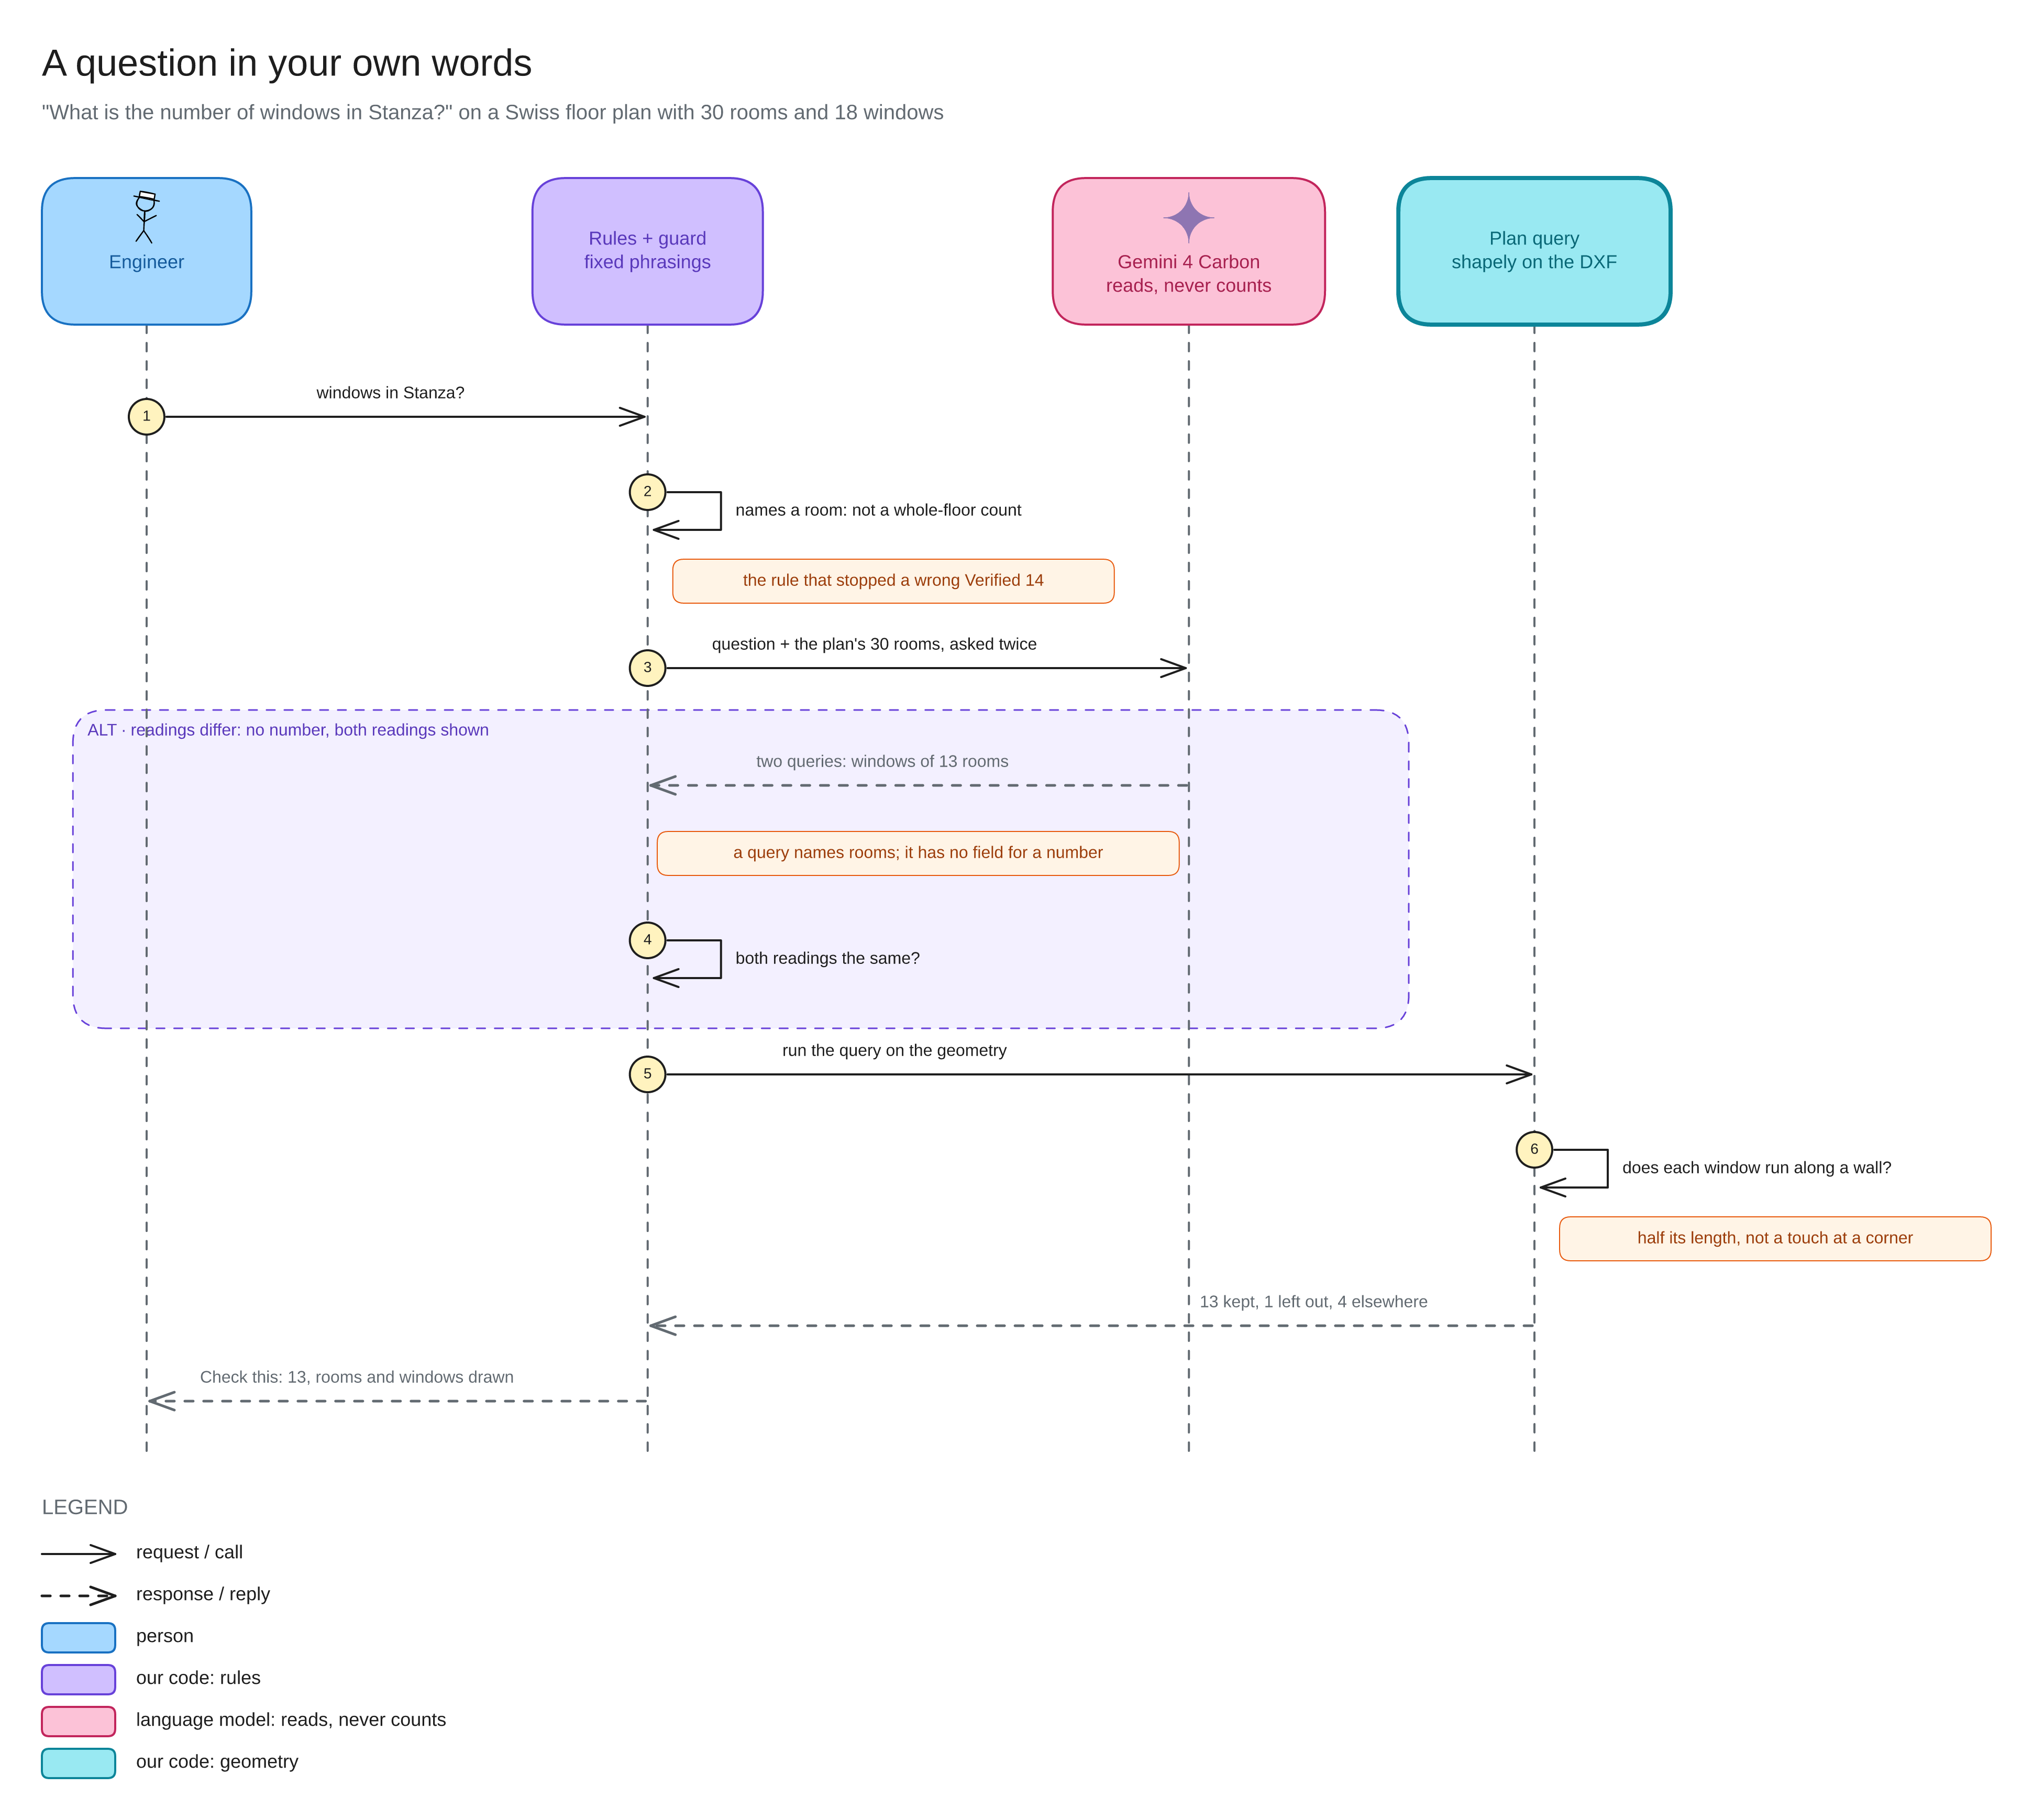 A question in your own words
"What is the number of windows in Stanza?" on a Swiss floor plan with 30 rooms and 18 windows
Engineer
Rules + guard
fixed phrasings
Gemini 4 Carbon
reads, never counts
Plan query
shapely on the DXF
windows in Stanza?
1
2
names a room: not a whole-floor count
the rule that stopped a wrong Verified 14
question + the plan's 30 rooms, asked twice
3
ALT · readings differ: no number, both readings shown
two queries: windows of 13 rooms
a query names rooms; it has no field for a number
4
both readings the same?
run the query on the geometry
5
6
does each window run along a wall?
half its length, not a touch at a corner
13 kept, 1 left out, 4 elsewhere
Check this: 13, rooms and windows drawn
LEGEND
request / call
response / reply
person
our code: rules
language model: reads, never counts
our code: geometry